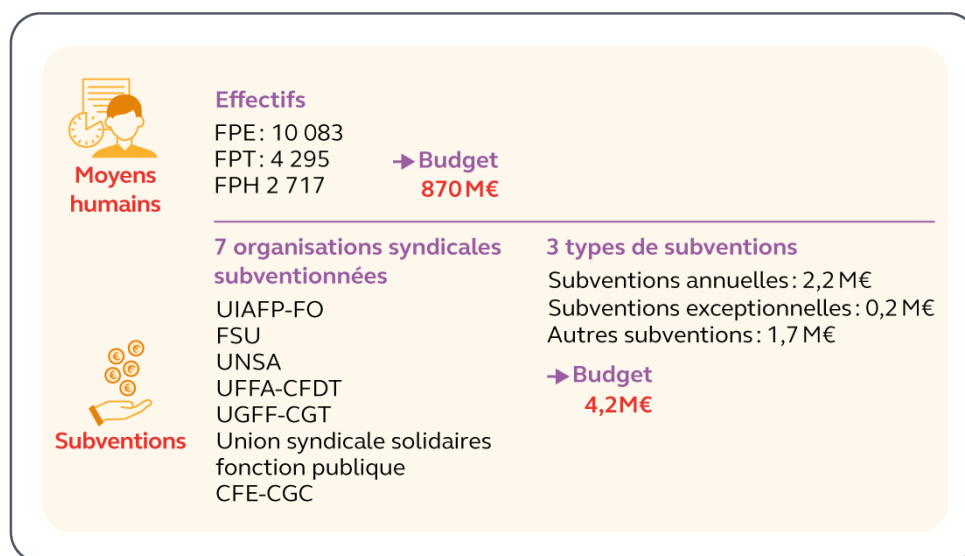 Moyens
humains
Effectifs
FPE : 10 083
FPT : 4 295
FPH 2 717
Budget
870 M€
Subventions
7 organisations syndicales
subventionnées
UIAFP-FO
FSU
UNSA
UFFA-CFDT
UGFF-CGT
Union syndicale solidaires
fonction publique
CFE-CGC
3 types de subvention
Subventions annuelles : 2,2 M€
Subventions exceptionnelles : 0,2 M€
Autres subventions : 1,7 M€
Budget
4,2M€